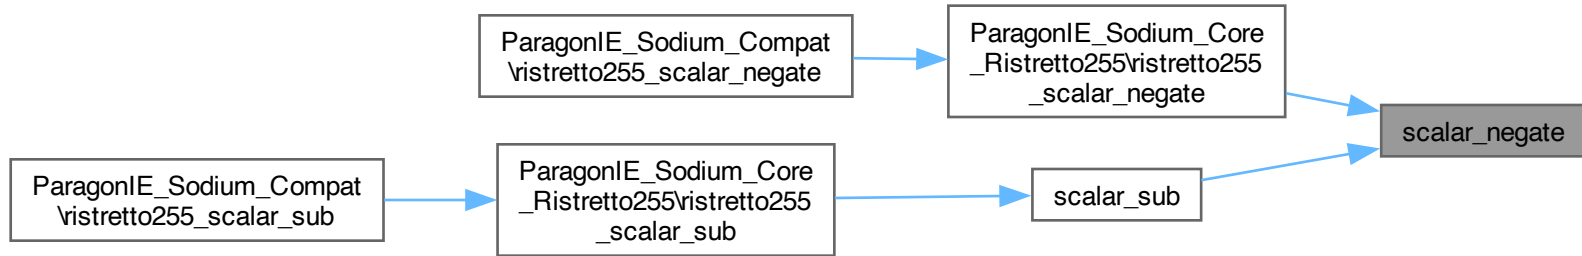 ParagonIE_Sodium_Compat
\ristretto255_scalar_negate
ParagonIE_Sodium_Core
_Ristretto255\ristretto255
_scalar_negate
scalar_negate
ParagonIE_Sodium_Compat
\ristretto255_scalar_sub
ParagonIE_Sodium_Core
_Ristretto255\ristretto255
_scalar_sub
scalar_sub